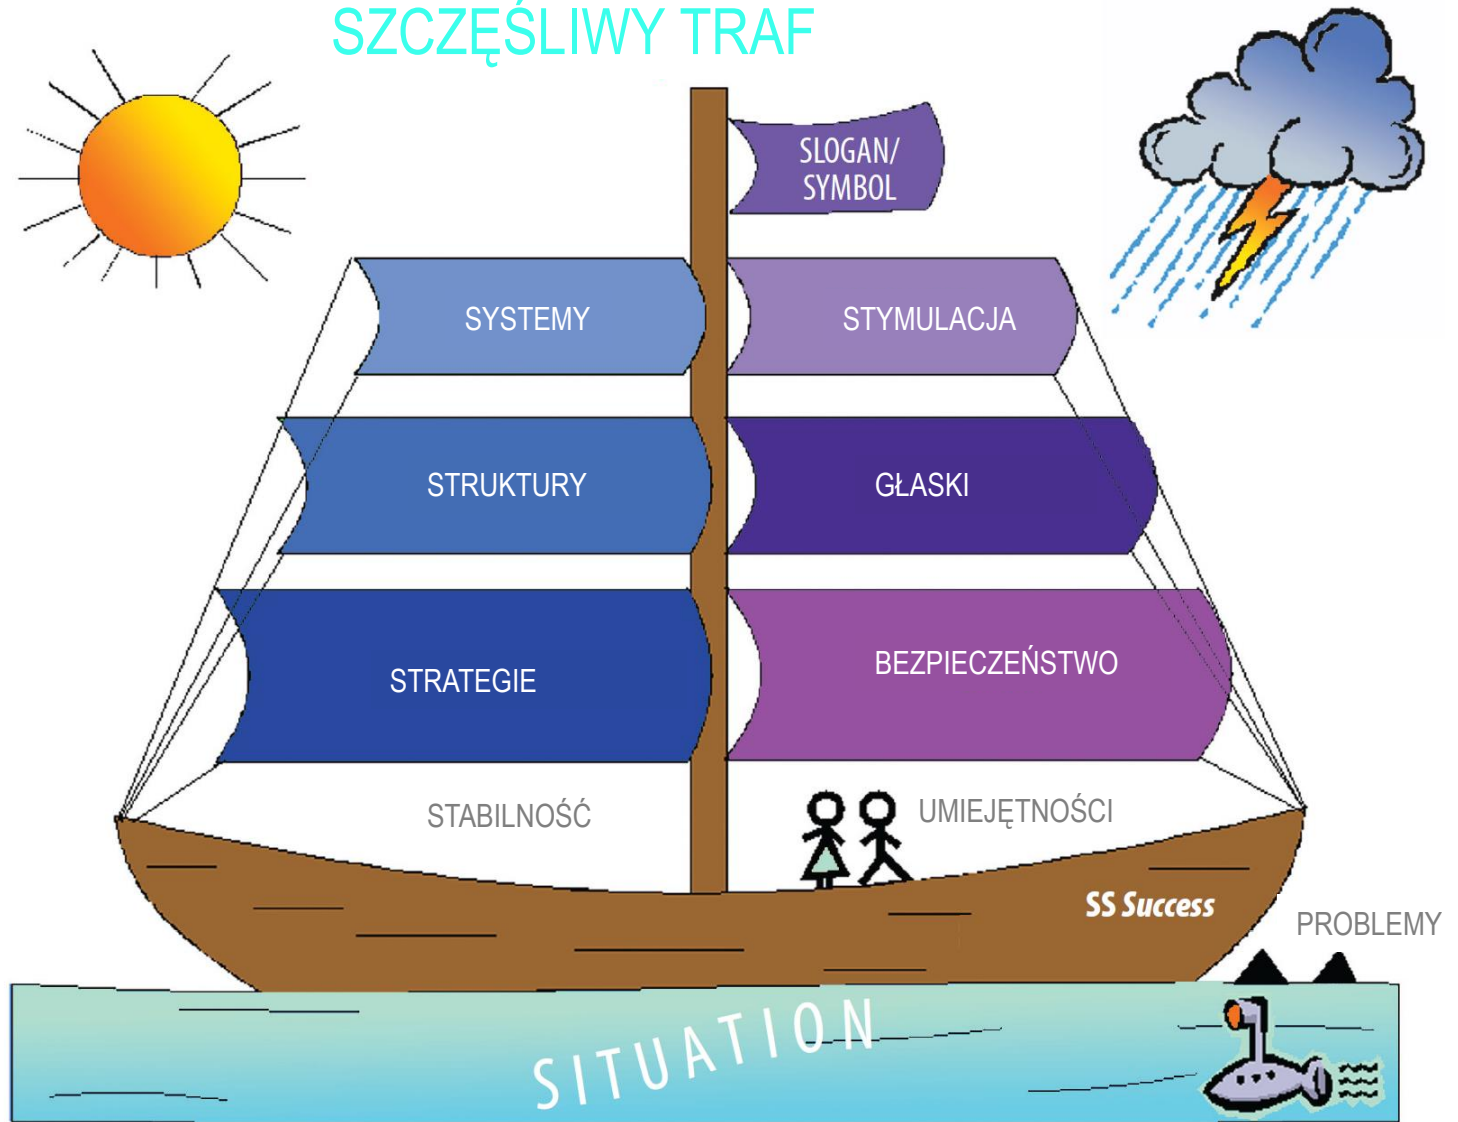 SZCZĘŚLIWY TRAF
SLOGAN/
SYMBOL
SYSTEMY
STYMULACJA
STRUKTURY
GŁASKI
STRATEGIE
BEZPIECZEŃSTWO
STABILNOŚĆ
UMIEJĘTNOŚCI
SS Success
PROBLEMY
SITUATION